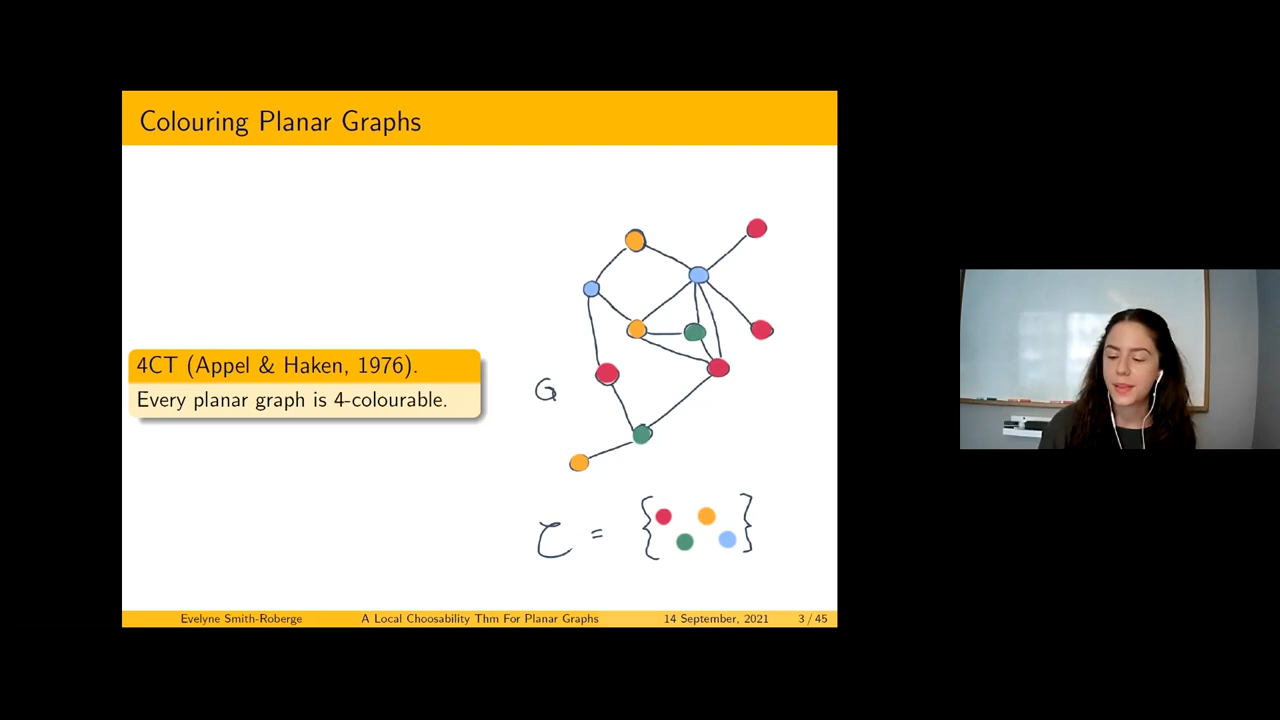 Colouring Planar Graphs
4CT (Appel & Haken, 1976).
Every planar graph is 4-colourable.
G
C = { }
Evelyne Smith-Roberge A Local Choosability Thm For Planar Graphs 14 September, 2021 3 / 45